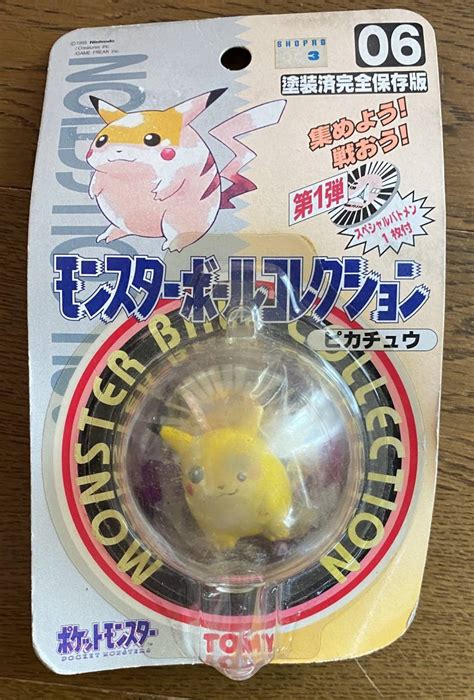 ©1995 Nintendo
Creatures inc.
GAME FREAK inc.
SHOPRO
3
06
塗装済完全保存版
集めよう!
戦おう!
第1弾
スペシャルバトメン
1枚付
モンスターボールコレクション
ピカチュウ
MONSTER BALL COLLECTION
ポケットモンスター
POCKET MONSTERS
TOMY